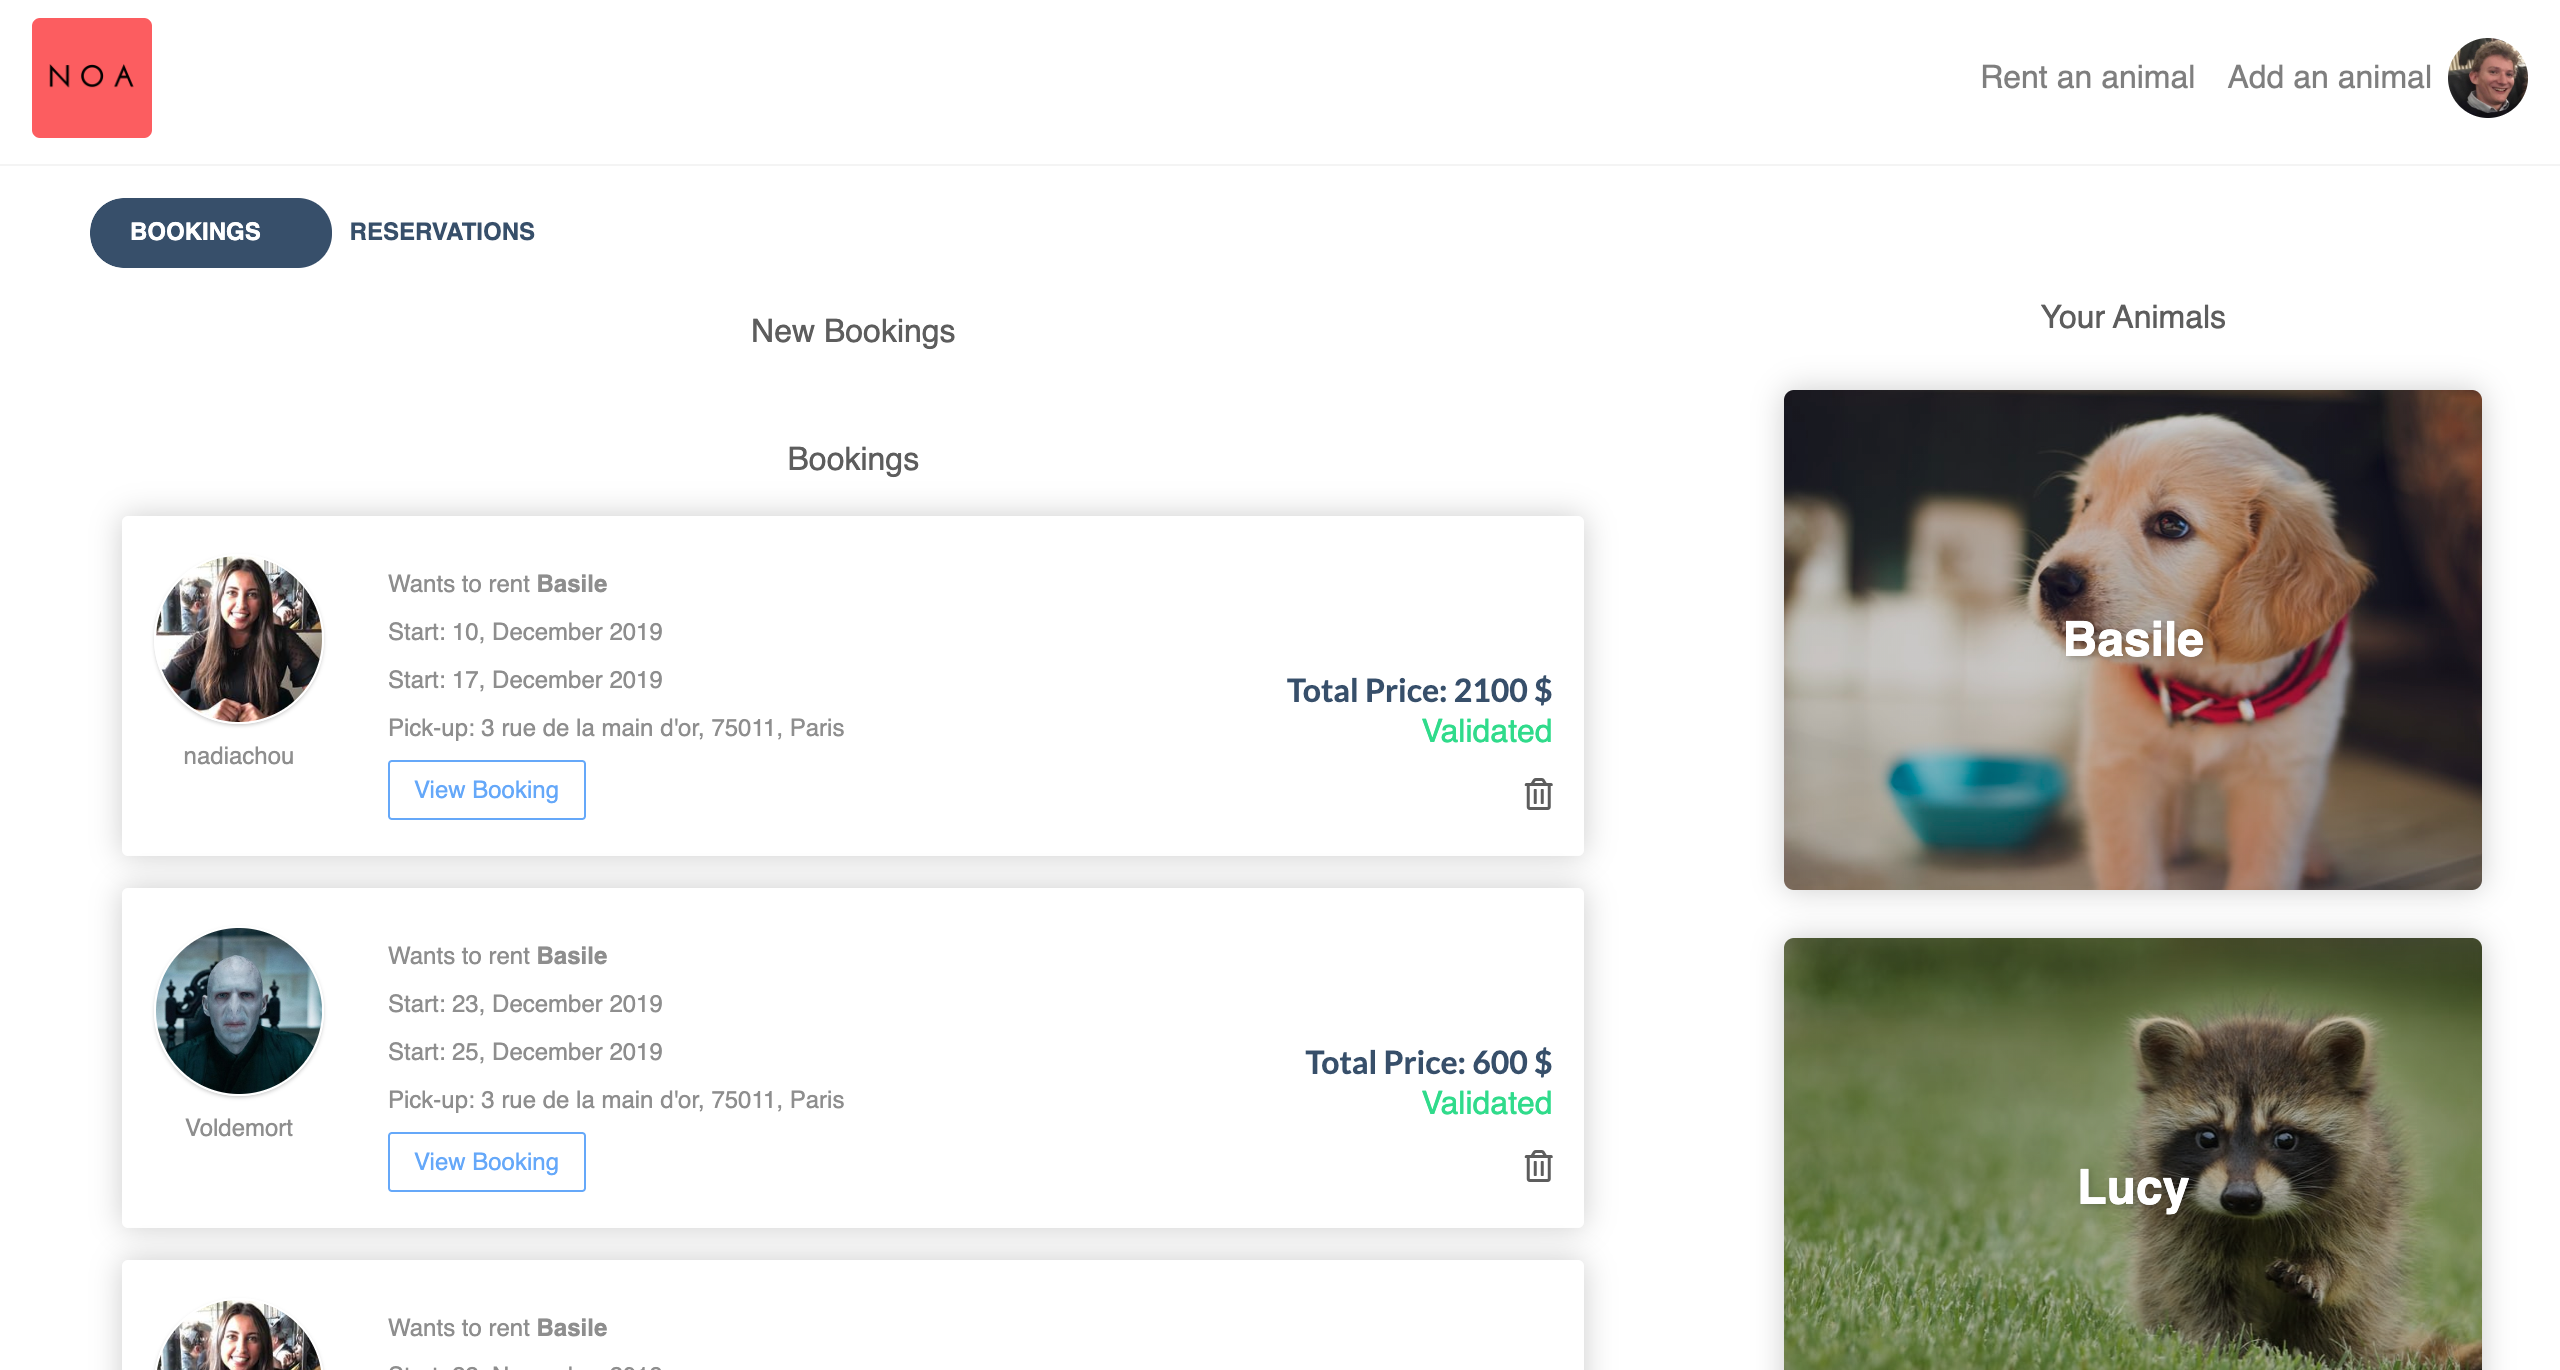 NOA
Rent an animal
Add an animal
BOOKINGS
RESERVATIONS
New Bookings
Bookings
Wants to rent Basile
Start: 10, December 2019
Start: 17, December 2019
Pick-up: 3 rue de la main d'or, 75011, Paris
nadiachou
View Booking
Total Price: 2100 $
Validated
Wants to rent Basile
Start: 23, December 2019
Start: 25, December 2019
Pick-up: 3 rue de la main d'or, 75011, Paris
Voldemort
View Booking
Total Price: 600 $
Validated
Wants to rent Basile
Your Animals
Basile
Lucy